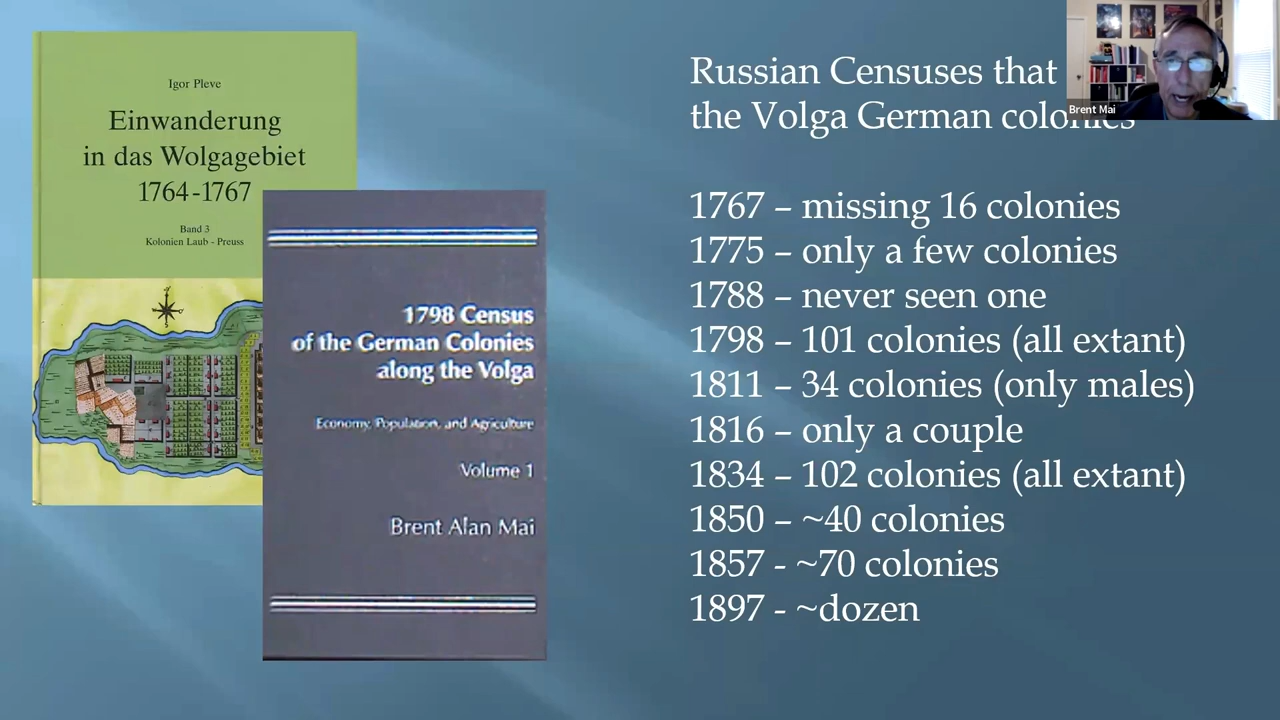 Igor Pleve
Einwanderung
in das Wolgagebiet
1764-1767
Band 3
Kolonien Laub - Preuss
1798 Census
of the German Colonies
along the Volga
Economy, Population, and Agriculture
Volume 1
Brent Alan Mai
Russian Censuses that
the Volga German colonies
1767 – missing 16 colonies
1775 – only a few colonies
1788 – never seen one
1798 – 101 colonies (all extant)
1811 – 34 colonies (only males)
1816 – only a couple
1834 – 102 colonies (all extant)
1850 – ~40 colonies
1857 - ~70 colonies
1897 - ~dozen
Brent Mai